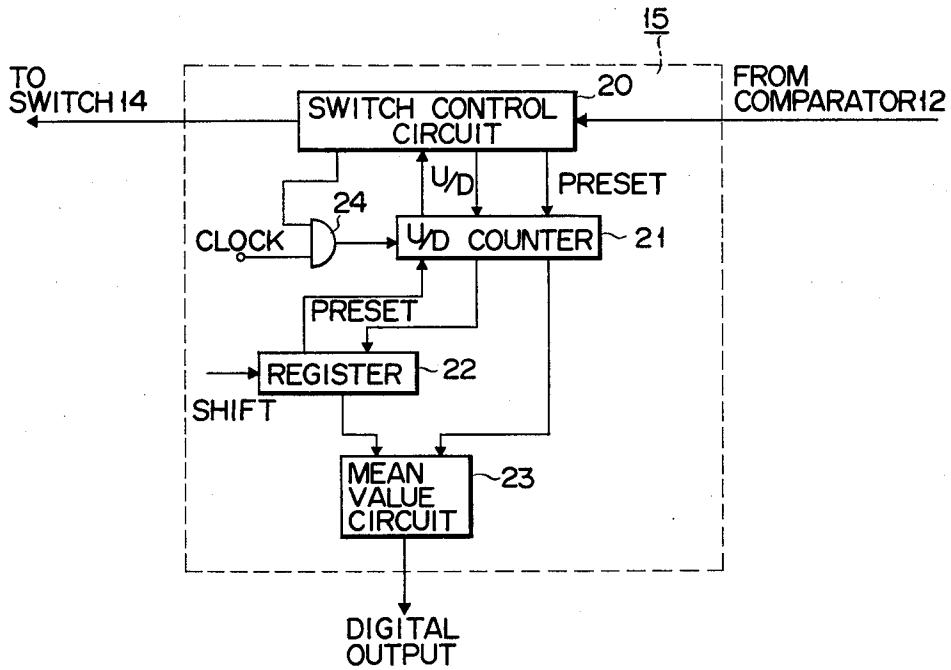 15
TO
SWITCH 14
FROM
COMPARATOR 12
20
SWITCH CONTROL
CIRCUIT
U/D
PRESET
24
CLOCK
U/D COUNTER
21
PRESET
REGISTER
22
SHIFT
MEAN
VALUE
CIRCUIT
23
DIGITAL
OUTPUT